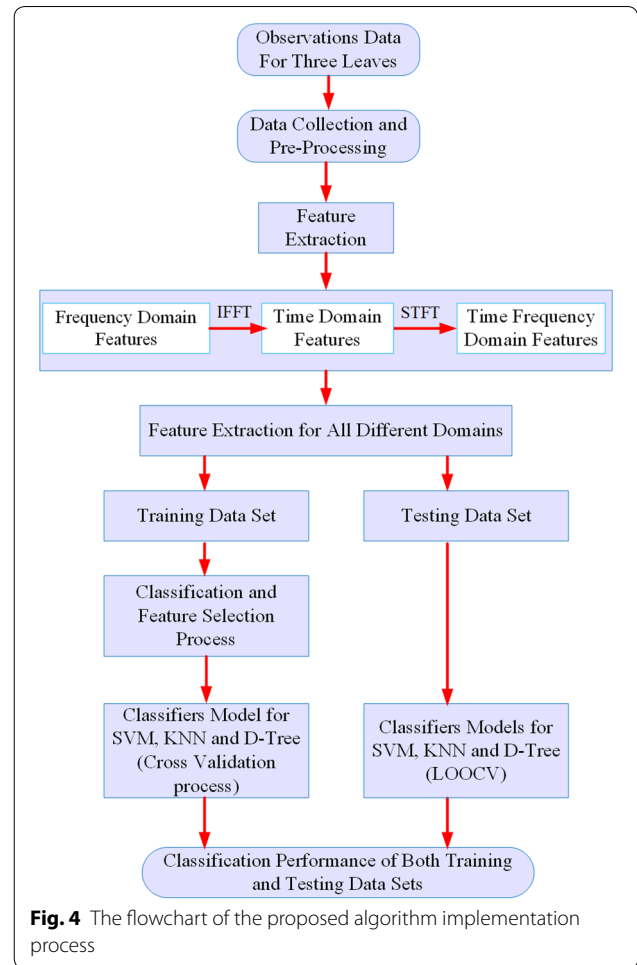 Observations Data
For Three Leaves
Data Collection and
Pre-Processing
Feature
Extraction
Frequency Domain
Features
IFFT
Time Domain
Features
STFT
Time Frequency
Domain Features
Feature Extraction for All Different Domains
Training Data Set
Testing Data Set
Classification and
Feature Selection
Process
Classifiers Model for
SVM, KNN and D-Tree
(Cross Validation
process)
Classifiers Models for
SVM, KNN and D-Tree
(LOOCV)
Classification Performance of Both Training
and Testing Data Sets
Fig. 4 The flowchart of the proposed algorithm implementation
process